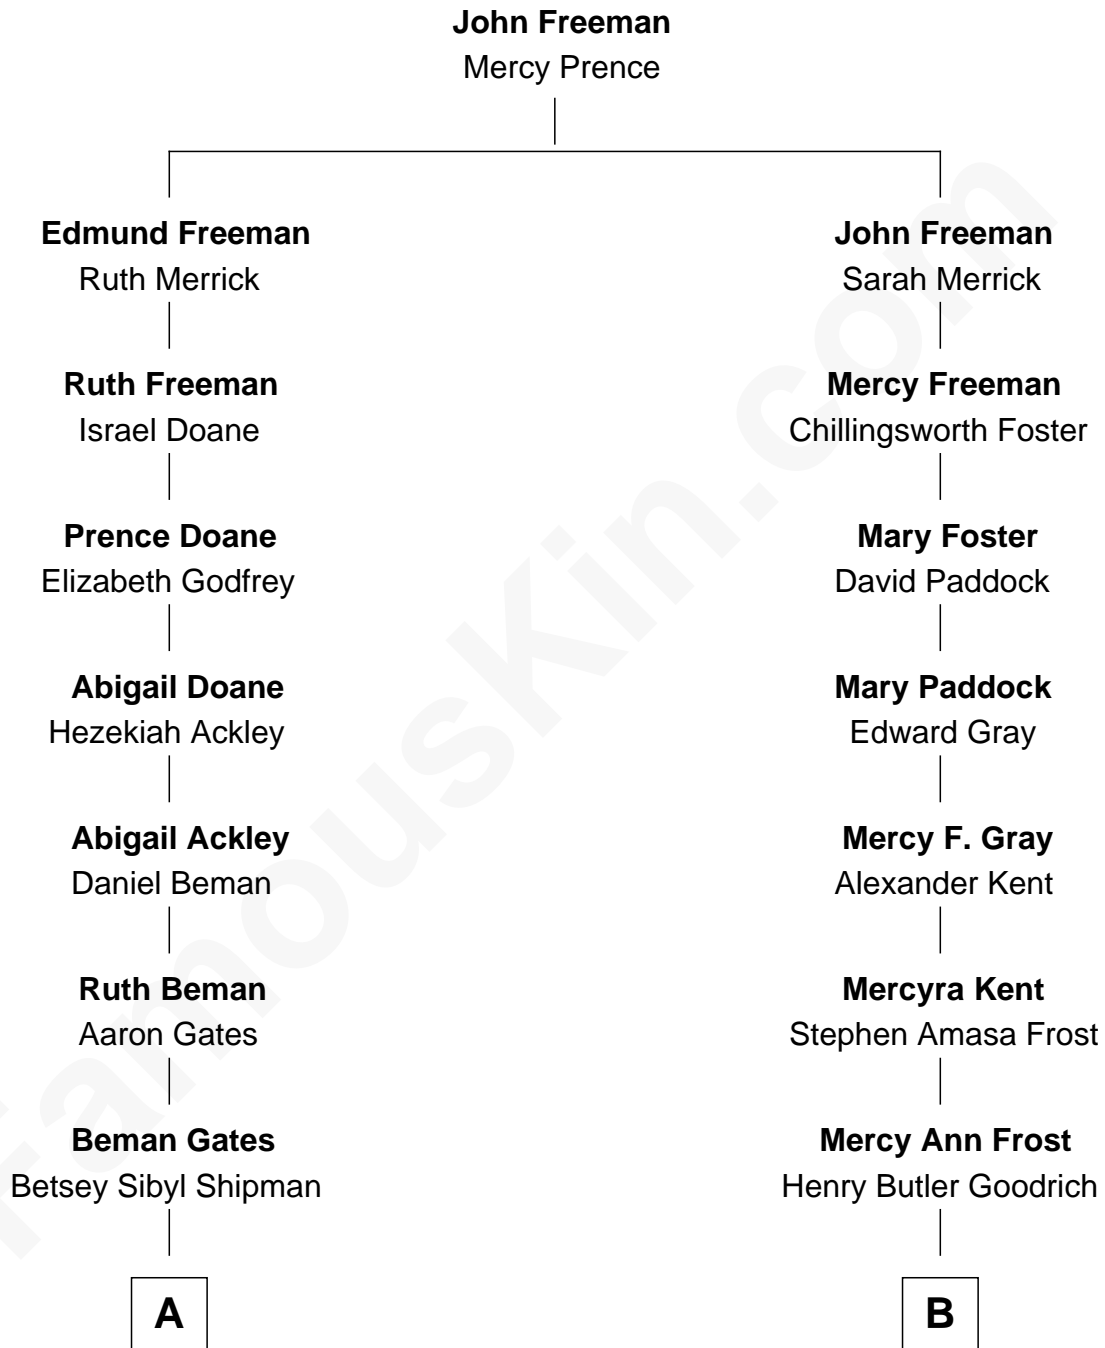 John Freeman
Mercy Prence
Edmund Freeman
Ruth Merrick
Ruth Freeman
Israel Doane
Prence Doane
Elizabeth Godfrey
Abigail Doane
Hezekiah Ackley
Abigail Ackley
Daniel Beman
Ruth Beman
Aaron Gates
Beman Gates
Betsey Sibyl Shipman
A
John Freeman
Sarah Merrick
Mercy Freeman
Chillingsworth Foster
Mary Foster
David Paddock
Mary Paddock
Edward Gray
Mercy F. Gray
Alexander Kent
Mercyra Kent
Stephen Amasa Frost
Mercy Ann Frost
Henry Butler Goodrich
B
FamousKin.com